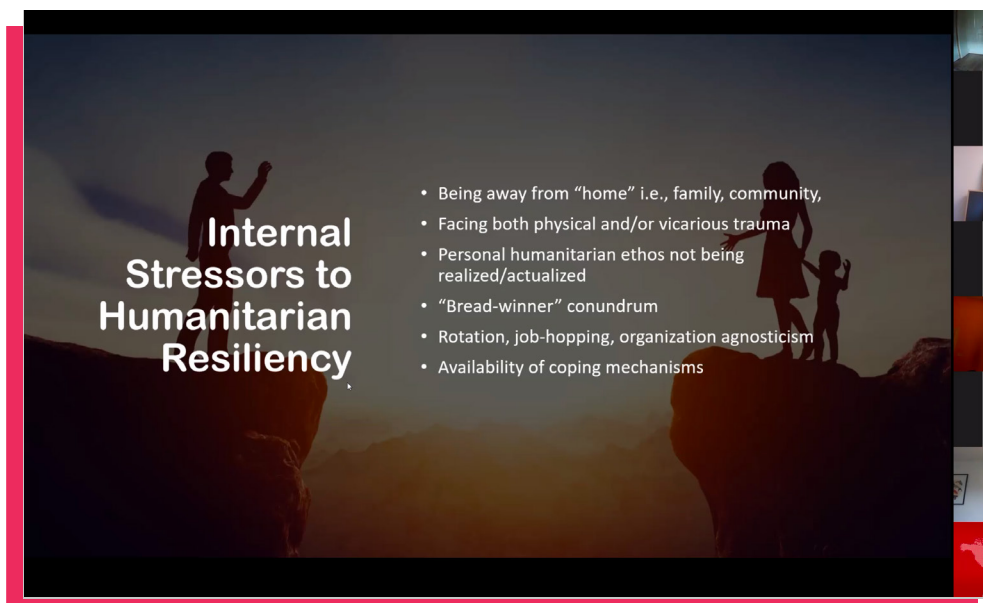 Internal
Stressors to
Humanitarian
Resiliency
• Being away from “home” i.e., family, community,
• Facing both physical and/or vicarious trauma
• Personal humanitarian ethos not being
realized/actualized
• “Bread-winner” conundrum
• Rotation, job-hopping, organization agnosticism
• Availability of coping mechanisms